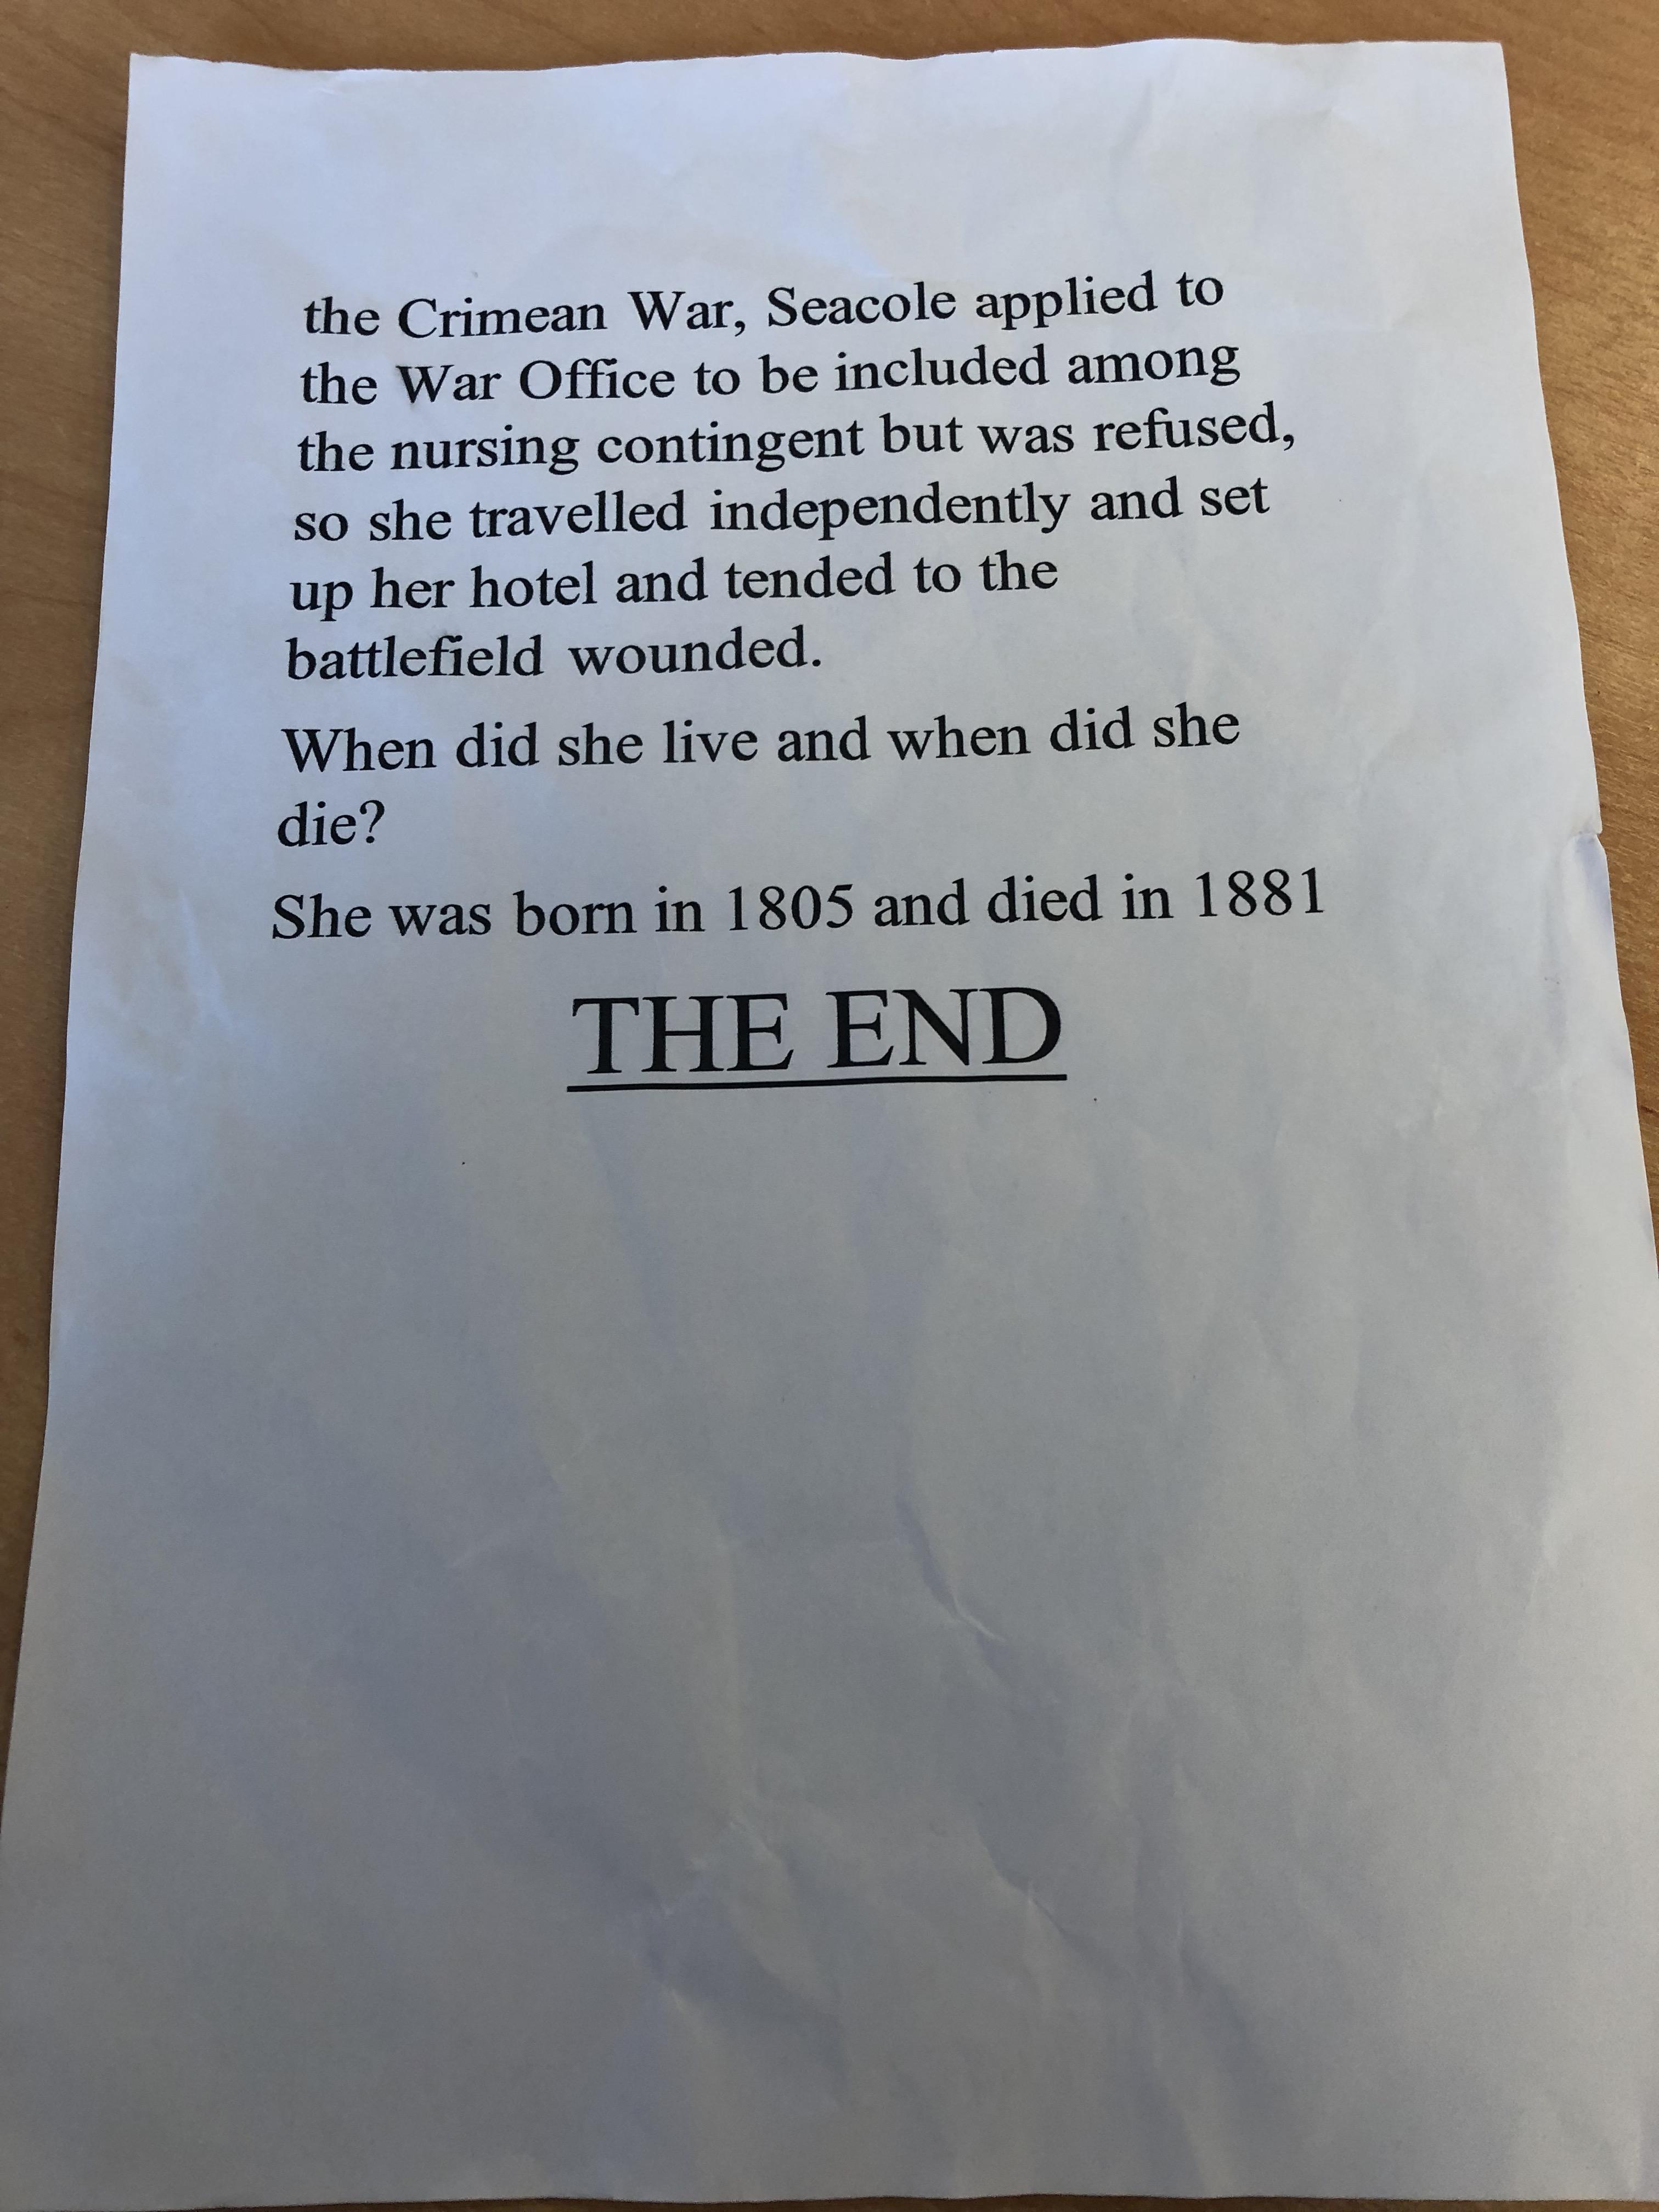 the Crimean War, Seacole applied to
the War Office to be included among
the nursing contingent but was refused,
so she travelled independently and set
up her hotel and tended to the
battlefield wounded.
When did she live and when did she
die?
She was born in 1805 and died in 1881
THE END